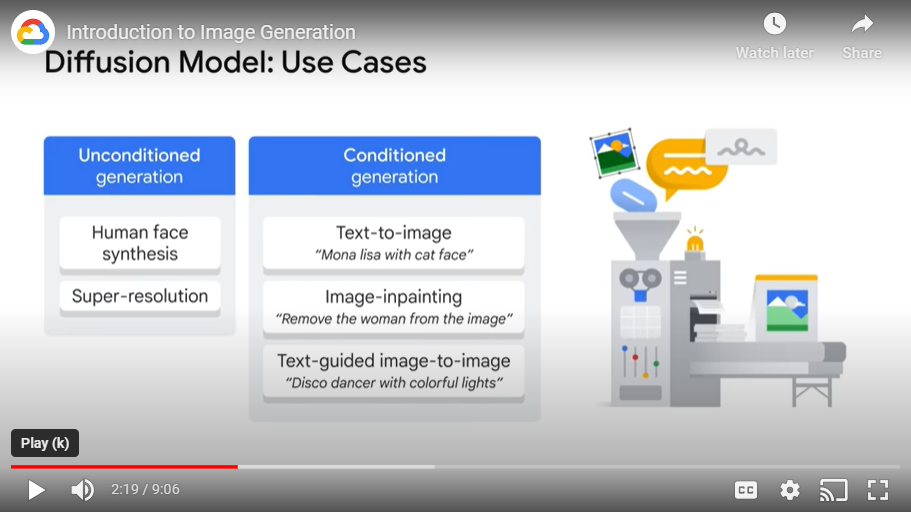 Introduction to Image Generation
Watch later
Share
Diffusion Model: Use Cases
Unconditioned
generation
Human face
synthesis
Super-resolution
Conditioned
generation
Text-to-image
“Mona lisa with cat face”
Image-inpainting
“Remove the woman from the image”
Text-guided image-to-image
“Disco dancer with colorful lights”
Play (k)
2:19 / 9:06
CC